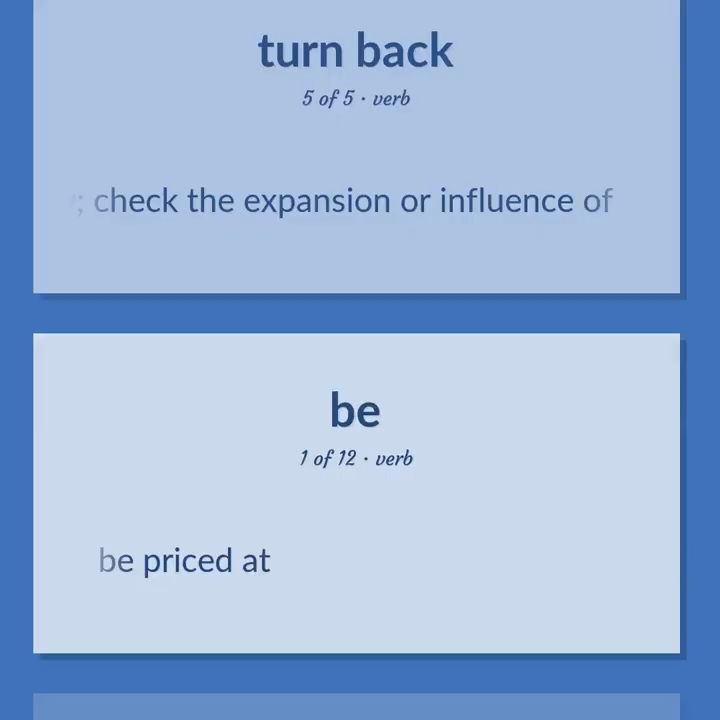 turn back
5 of 5 · verb
; check the expansion or influence of
be
1 of 12 · verb
be priced at